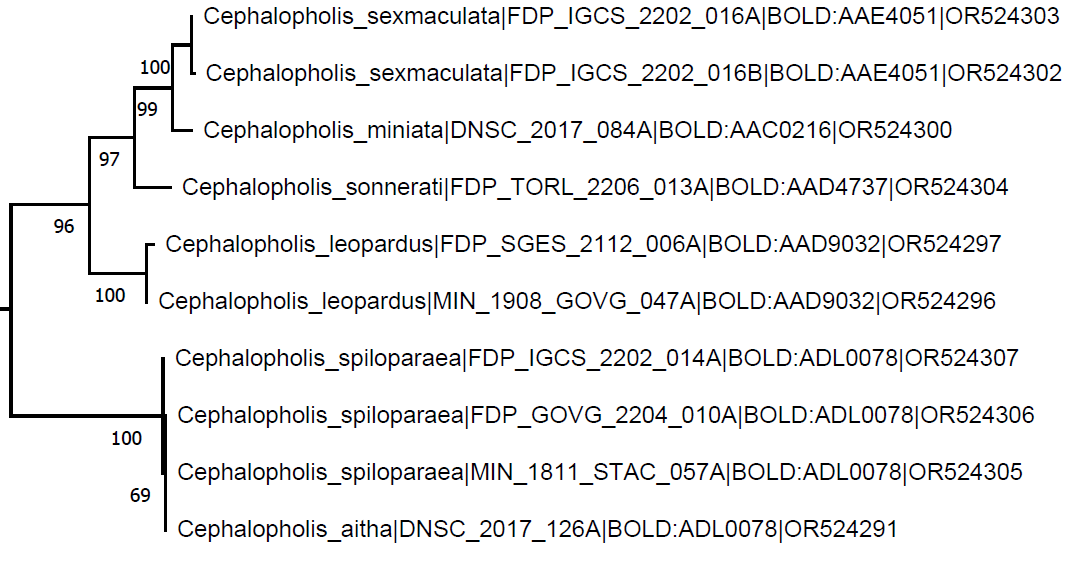 Cephalopholis_sexmaculata|FDP_IGCS_2202_016A|BOLD:AAE4051|OR524303
100
Cephalopholis_sexmaculata|FDP_IGCS_2202_016B|BOLD:AAE4051|OR524302
99
Cephalopholis_miniata|DNSC_2017_084A|BOLD:AAC0216|OR524300
97
Cephalopholis_sonnerati|FDP_TORL_2206_013A|BOLD:AAD4737|OR524304
96
Cephalopholis_leopardus|FDP_SGES_2112_006A|BOLD:AAD9032|OR524297
100
Cephalopholis_leopardus|MIN_1908_GOVG_047A|BOLD:AAD9032|OR524296
Cephalopholis_spiloparaea|FDP_IGCS_2202_014A|BOLD:ADL0078|OR524307
Cephalopholis_spiloparaea|FDP_GOVG_2204_010A|BOLD:ADL0078|OR524306
100
Cephalopholis_spiloparaea|MIN_1811_STAC_057A|BOLD:ADL0078|OR524305
69
Cephalopholis_aitha|DNSC_2017_126A|BOLD:ADL0078|OR524291